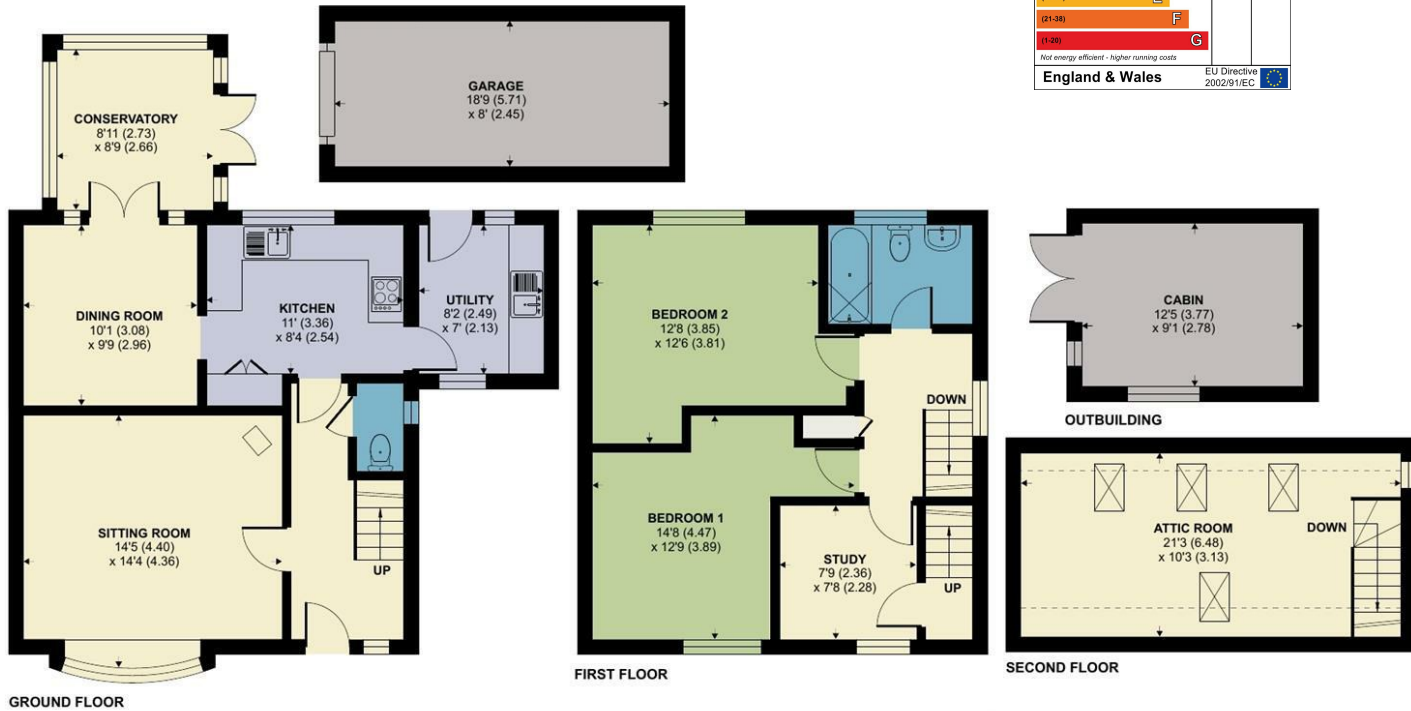 (21-38)
F
(1-20)
G
Not energy efficient - higher running costs
England & Wales
EU Directive
2002/91/EC
GARAGE
18'9 (5.71)
x 8' (2.45)
CONSERVATORY
8'11 (2.73)
x 8'9 (2.66)
DINING ROOM
10'1 (3.08)
x 9'9 (2.96)
KITCHEN
11' (3.36)
x 8'4 (2.54)
UTILITY
8'2 (2.49)
x 7' (2.13)
SITTING ROOM
14'5 (4.40)
x 14'4 (4.36)
UP
GROUND FLOOR
BEDROOM 2
12'8 (3.85)
x 12'6 (3.81)
DOWN
BEDROOM 1
14'8 (4.47)
x 12'9 (3.89)
STUDY
7'9 (2.36)
x 7'8 (2.28)
UP
FIRST FLOOR
CABIN
12'5 (3.77)
x 9'1 (2.78)
OUTBUILDING
ATTIC ROOM
21'3 (6.48)
x 10'3 (3.13)
DOWN
SECOND FLOOR